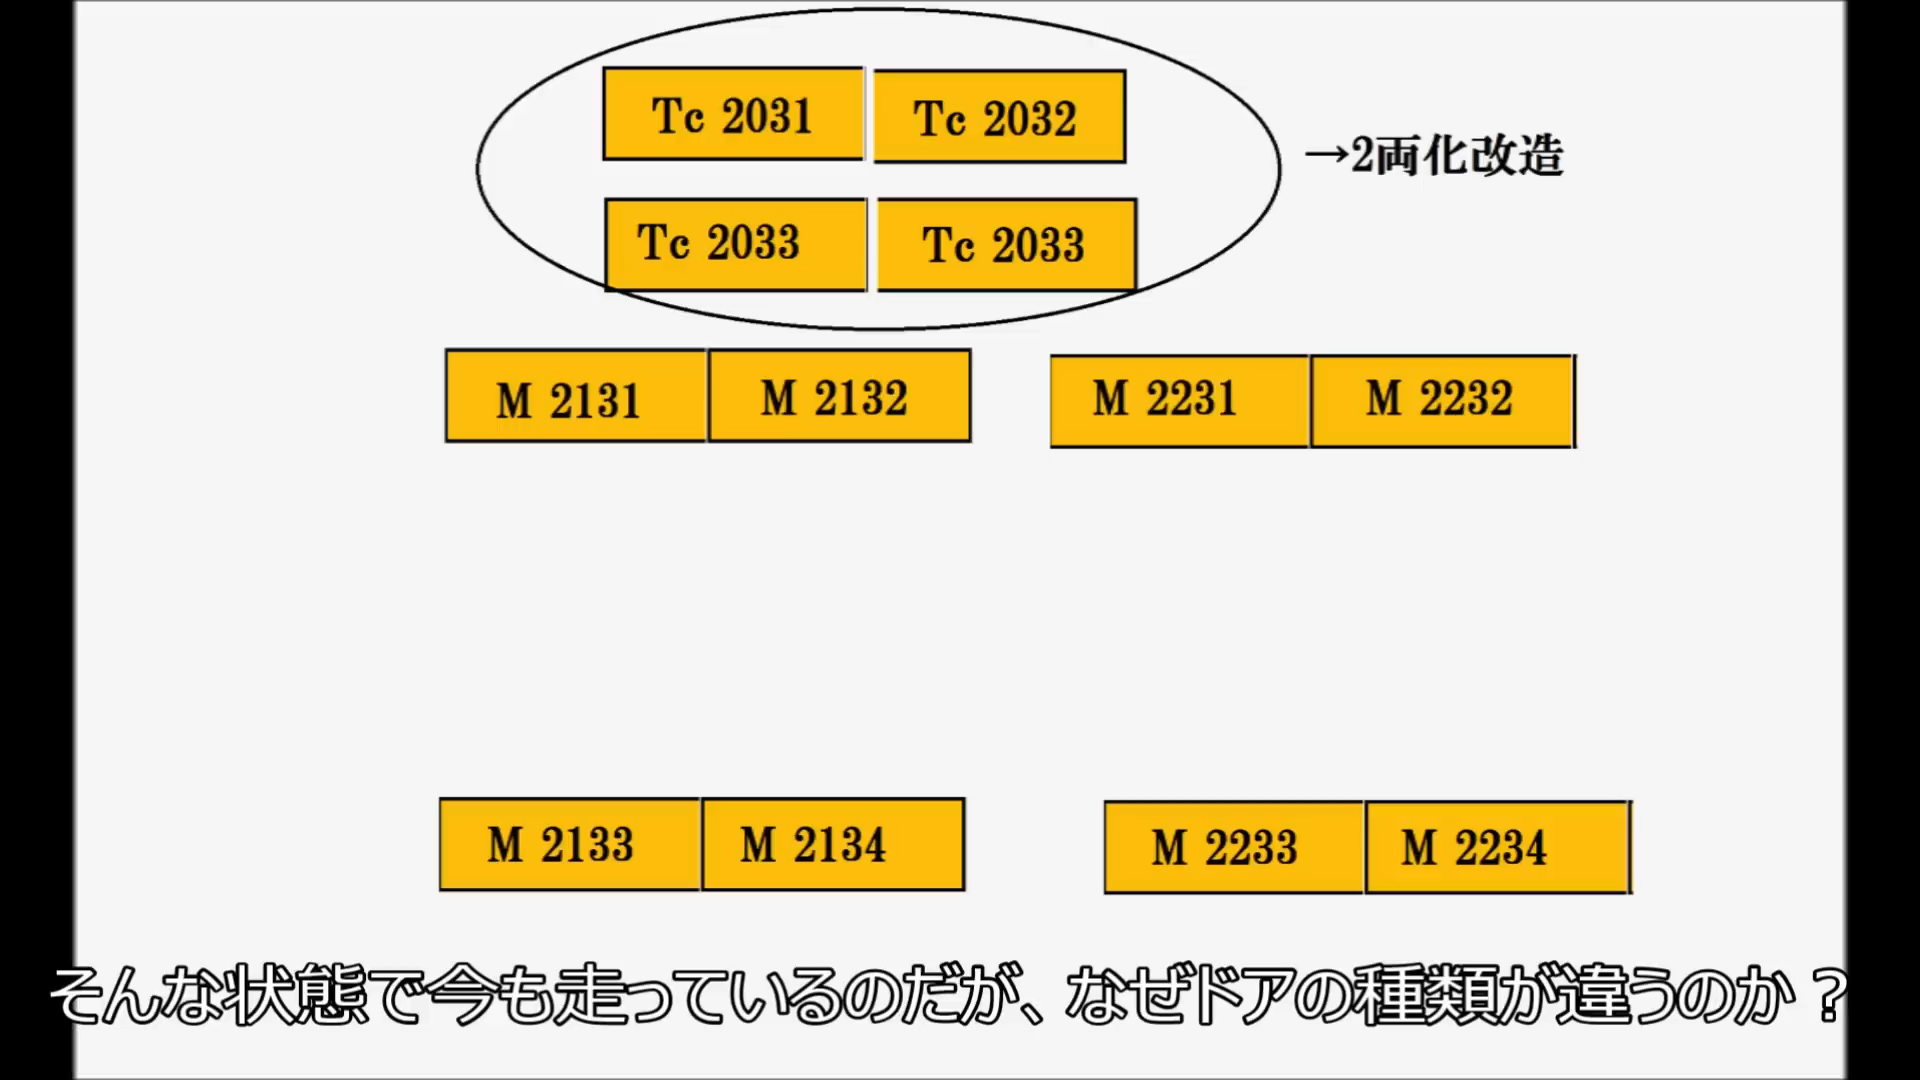 Tc 2031 Tc 2032
→2両化改造
Tc 2033 Tc 2033
M 2131 M 2132 M 2231 M 2232
M 2133 M 2134 M 2233 M 2234
そんな状態で今も走っているのだが、なぜドアの種類が違うのか？